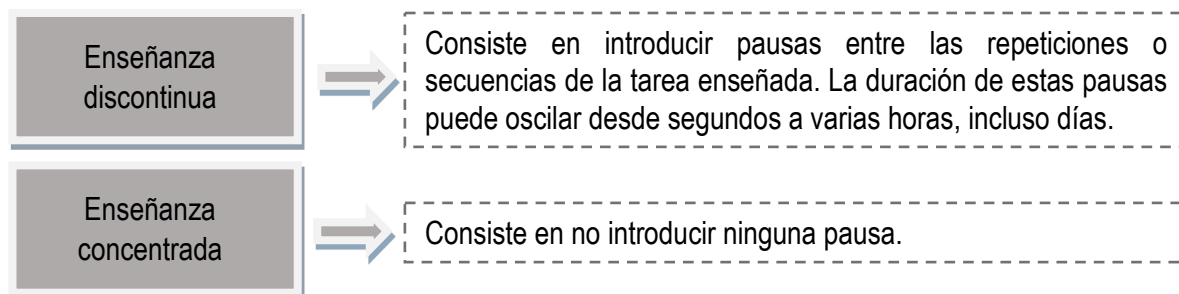 Enseñanza
discontinua
Consiste en introducir pausas entre las repeticiones o
secuencias de la tarea enseñada. La duración de estas pausas
puede oscilar desde segundos a varias horas, incluso días.
Enseñanza
concentrada
Consiste en no introducir ninguna pausa.